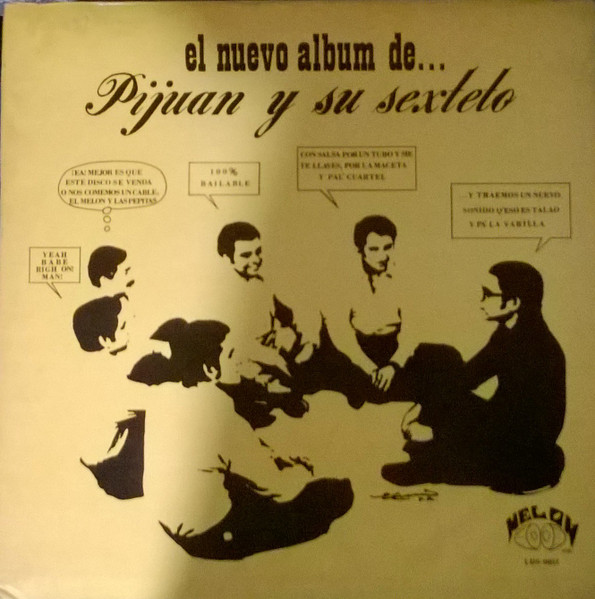 el nuevo album de...
Pijuan y su sexteto
¡EA! MEJOR ES QUE
ESTE DISCO SE VENDA
O NOS COMEMOS UN CABLE,
EL MELON Y LAS PEPITAS
100%
BAILABLE
CON SALSA POR UN TUBO Y SIE
TE LLAVES, POR LA MACETA
Y PAL CUARTEL
...Y TRAEMOS UN NUEVO
SONIDO Q'ESO ES TALAO
Y PS LA VARILLA
YEAH
BABE
RIGH ON!
MAN!
MELON